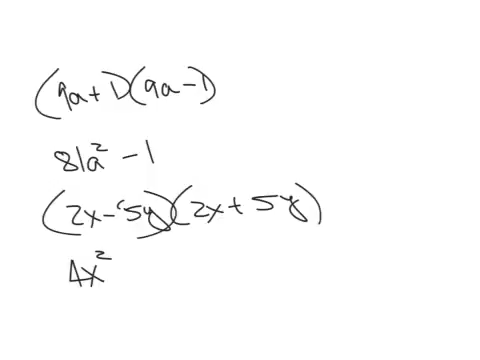 (9a+1)(9a-1)
81a² - 1
(2x-5y)(2x+5y)
4x²